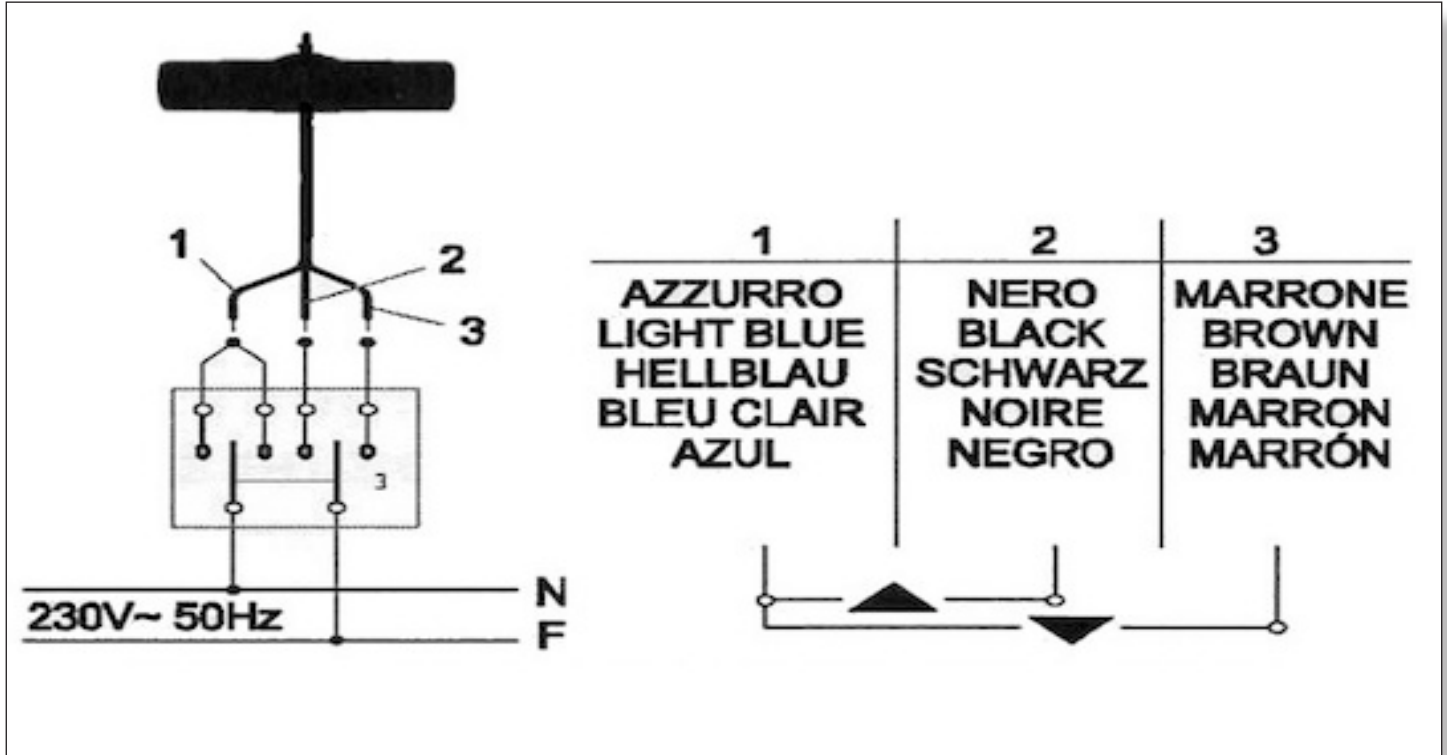 1
2
3
3
230V~ 50Hz
N
F
1 2 3
AZZURRO NERO MARRONE
LIGHT BLUE BLACK BROWN
HELLBLAU SCHWARZ BRAUN
BLEU CLAIR NOIRE MARRON
AZUL NEGRO MARRÓN